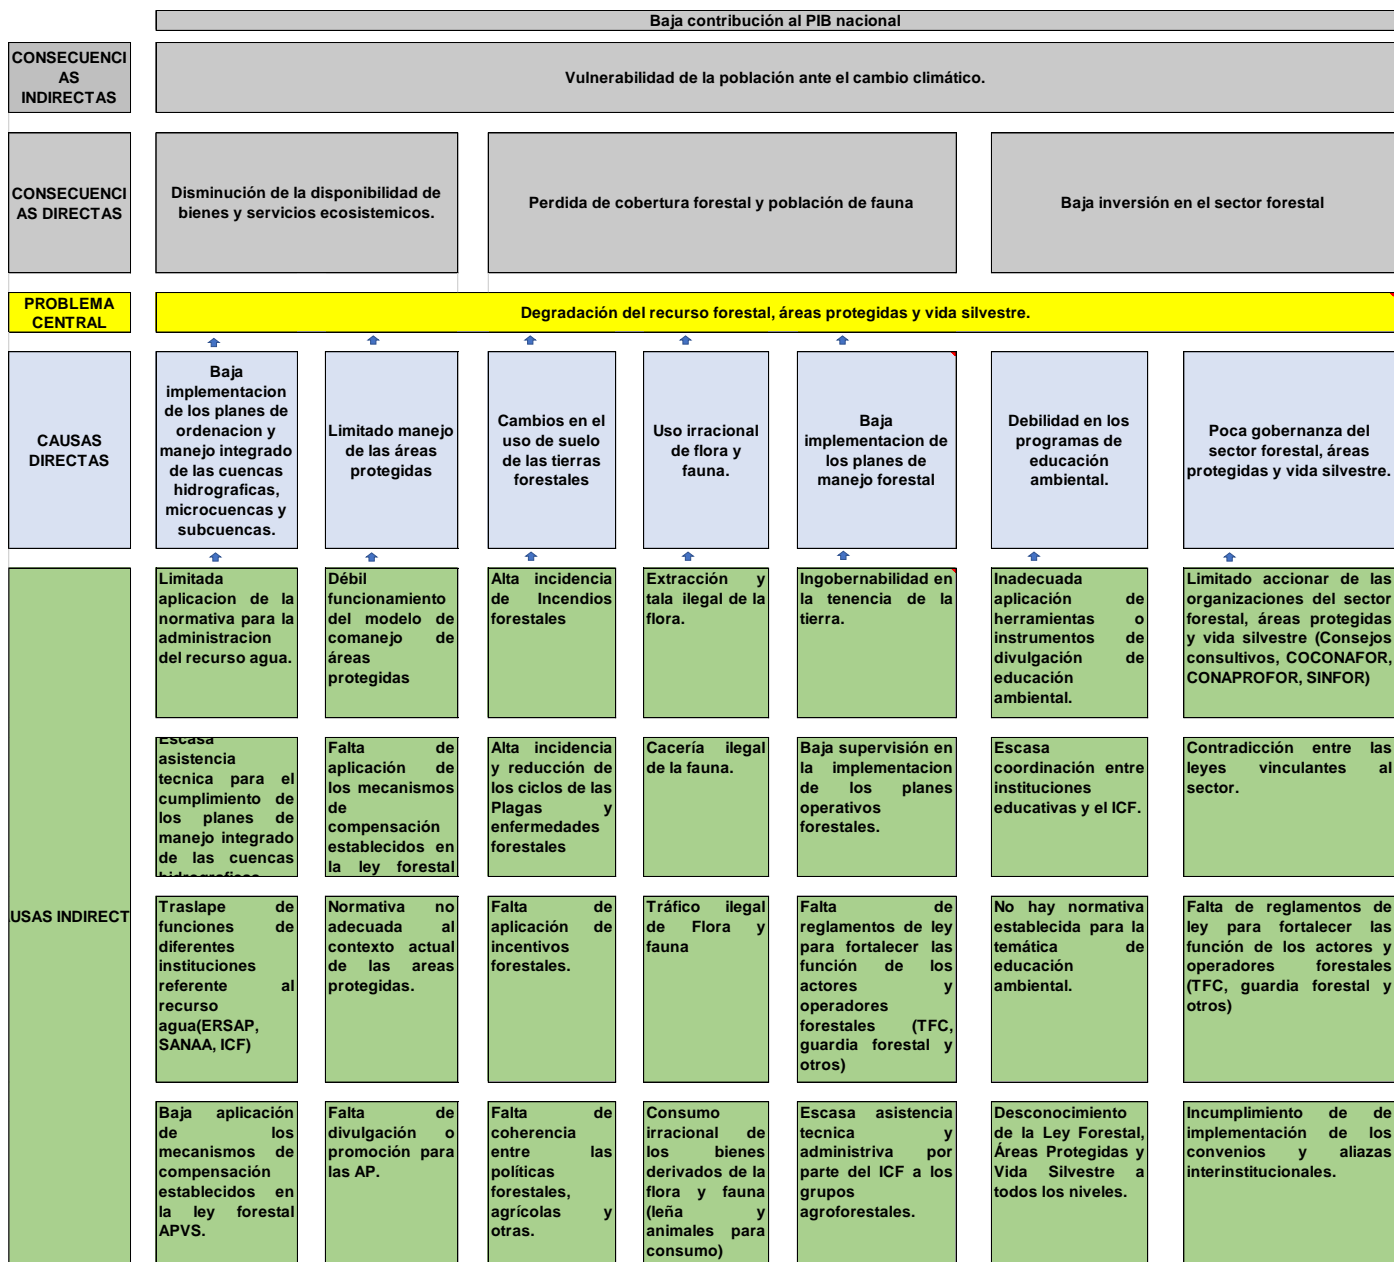 Baja contribución al PIB nacional
CONSECUENCI
AS
INDIRECTAS
Vulnerabilidad de la población ante el cambio climático.
CONSECUENCI
AS DIRECTAS
Disminución de la disponibilidad de
bienes y servicios ecosistemicos.
Perdida de cobertura forestal y población de fauna
Baja inversión en el sector forestal
PROBLEMA
CENTRAL
Degradación del recurso forestal, áreas protegidas y vida silvestre.
CAUSAS
DIRECTAS
Baja
implementacion
de los planes de
ordenacion y
manejo integrado
de las cuencas
hidrograficas,
microcuencas y
subcuencas.
Limitado manejo
de las áreas
protegidas
Cambios en el
uso de suelo
de las tierras
forestales
Uso irracional
de flora y
fauna.
Baja
implementacion de
los planes de
manejo forestal
Debilidad en los
programas de
educación
ambiental.
Poca gobernanza del
sector forestal, áreas
protegidas y vida silvestre.
USAS INDIRECT
Limitada
aplicacion de la
normativa para la
administracion
del recurso agua.
Débil
funcionamiento
del modelo de
comanejo de
áreas
protegidas
Alta incidencia
de Incendios
forestales
Extracción y
tala ilegal de la
flora.
Ingobernabilidad en
la tenencia de la
tierra.
Inadecuada
aplicación de
herramientas o
instrumentos de
divulgación de
educación
ambiental.
Limitado accionar de las
organizaciones del sector
forestal, áreas protegidas
y vida silvestre (Consejos
consultivos, COCONAFOR,
CONAPROFOR, SINFOR)
Escasa
asistencia
tecnica para el
cumplimiento de
los planes de
manejo integrado
de las cuencas
Falta de
aplicación de
los mecanismos
de
compensación
establecidos en
la ley forestal
Alta incidencia
y reducción de
los ciclos de las
Plagas y
enfermedades
forestales
Cacería ilegal
de la fauna.
Baja supervisión en
la implementacion
de los planes
operativos
forestales.
Escasa
coordinación entre
instituciones
educativas y el ICF.
Contradicción entre las
leyes vinculantes al
sector.
Traslape de
funciones de
diferentes
instituciones
referente al
recurso
agua(ERSAP,
SANAA, ICF)
Normativa no
adecuada al
contexto actual
de las areas
protegidas.
Falta de
aplicación de
incentivos
forestales.
Tráfico ilegal
de Flora y
fauna
Falta de
reglamentos de ley
para fortalecer las
función de los
actores y
operadores
forestales (TFC,
guardia forestal y
otros)
No hay normativa
establecida para la
temática de
educación
ambiental.
Falta de reglamentos de
ley para fortalecer las
función de los actores y
operadores forestales
(TFC, guardia forestal y
otros)
Baja aplicación
de los
mecanismos de
compensación
establecidos en
la ley forestal
APVS.
Falta de
divulgación o
promoción para
las AP.
Falta de
coherencia
entre las
políticas
forestales,
agrícolas y
otras.
Consumo
irracional de
los bienes
derivados de la
flora y fauna
(leña y
animales para
consumo)
Escasa asistencia
tecnica y
administriva por
parte del ICF a los
grupos
agroforestales.
Desconocimiento
de la Ley Forestal,
Áreas Protegidas y
Vida Silvestre a
todos los niveles.
Incumplimiento de de
implementación de los
convenios y aliazas
interinstitucionales.